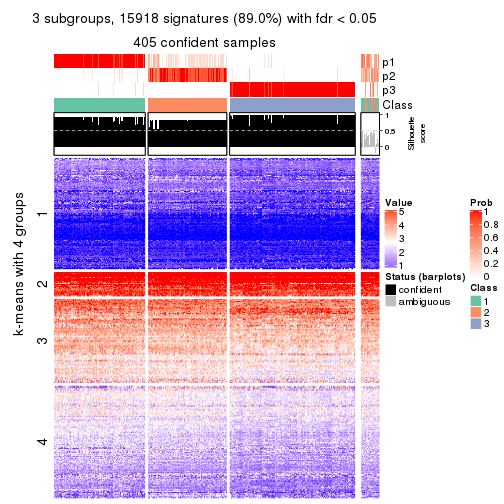 3 subgroups, 15918 signatures (89.0%) with fdr < 0.05
405 confident samples
p1
p2
p3
Class
1
0.5
0
Silhouette
score
k-means with 4 groups
1
2
3
4
Value
5
4
3
2
1
Status (barplots)
confident
ambiguous
Prob
1
0.8
0.6
0.4
0.2
0
Class
1
2
3